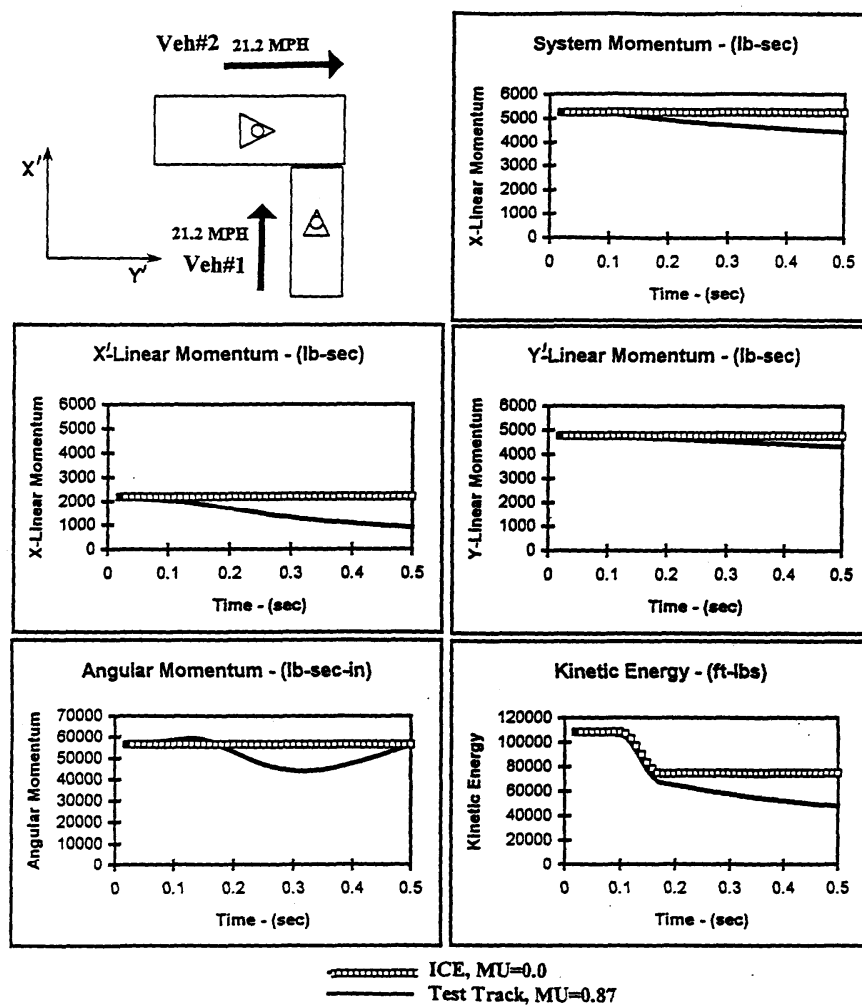 Veh#2 21.2 MPH
X'
Y'
21.2 MPH
Veh#1
System Momentum - (lb-sec)
X-Linear Momentum
6000
5000
4000
3000
2000
1000
0
0 0.1 0.2 0.3 0.4 0.5
Time - (sec)
X'-Linear Momentum - (lb-sec)
X-Linear Momentum
6000
5000
4000
3000
2000
1000
0
0 0.1 0.2 0.3 0.4 0.5
Time - (sec)
Y'-Linear Momentum - (lb-sec)
Y-Linear Momentum
6000
5000
4000
3000
2000
1000
0
0 0.1 0.2 0.3 0.4 0.5
Time - (sec)
Angular Momentum - (lb-sec-in)
Angular Momentum
70000
60000
50000
40000
30000
20000
10000
0
0 0.1 0.2 0.3 0.4 0.5
Time - (sec)
Kinetic Energy - (ft-lbs)
Kinetic Energy
120000
100000
80000
60000
40000
20000
0
0 0.1 0.2 0.3 0.4 0.5
Time - (sec)
ICE, MU=0.0
Test Track, MU=0.87